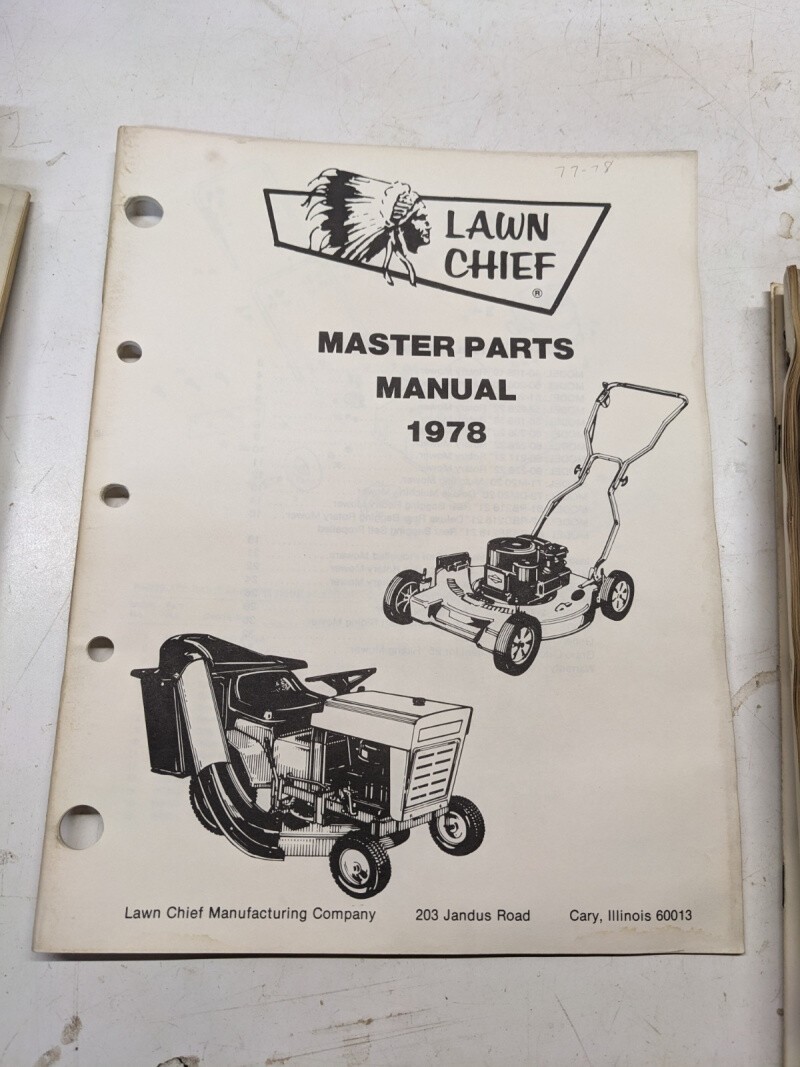 77-78
LAWN
CHIEF
®
MASTER PARTS
MANUAL
1978
Lawn Chief Manufacturing Company 203 Jandus Road Cary, Illinois 60013